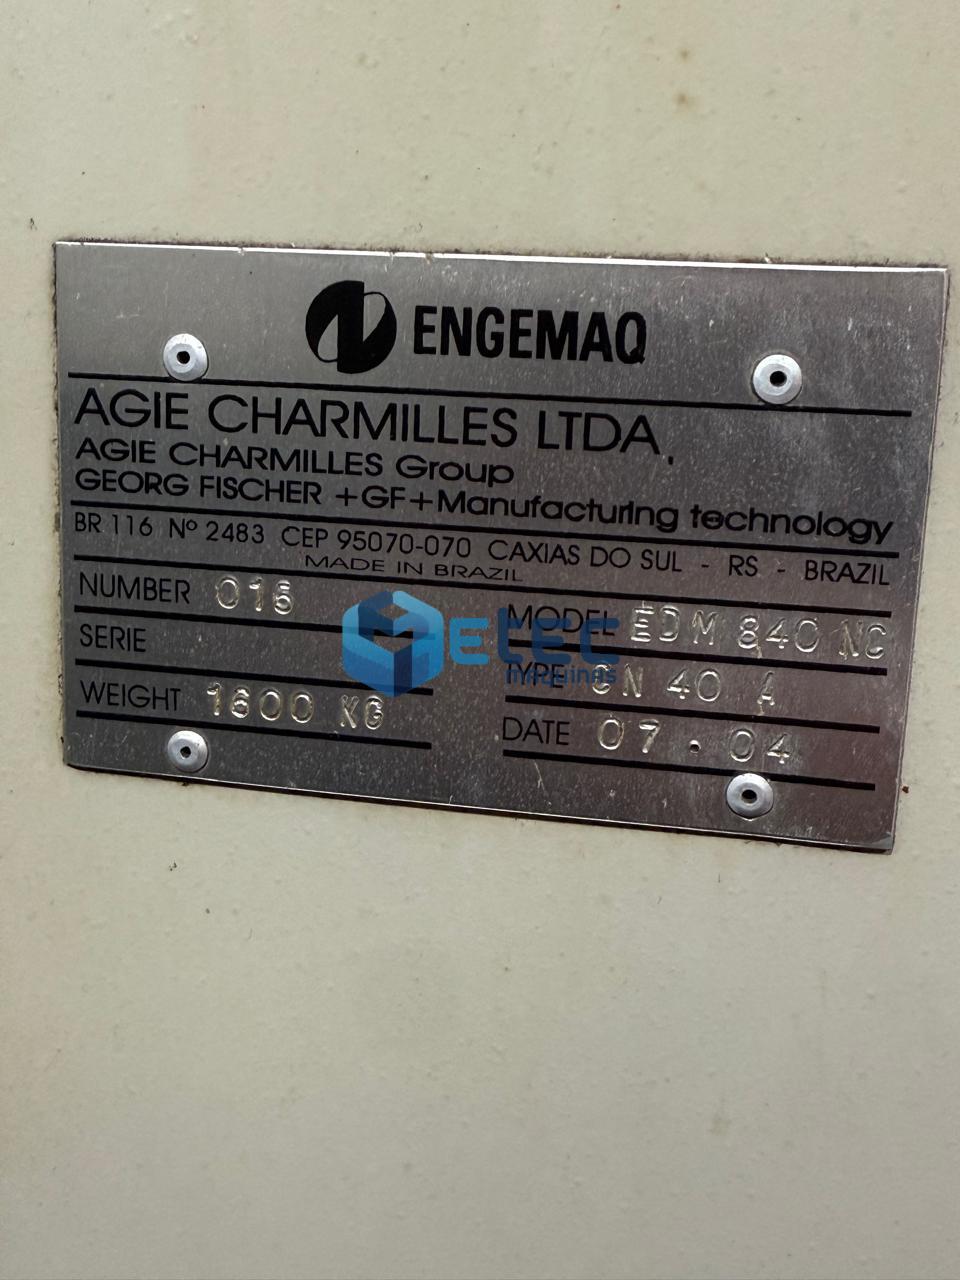 ENGEMAQ
AGIE CHARMILLES LTDA.
AGIE CHARMILLES Group
GEORG FISCHER +GF+ Manufacturing technology
BR 116 Nº 2483 CEP 95070-070 CAXIAS DO SUL - RS - BRAZIL
MADE IN BRAZIL
NUMBER 016
MODEL EDM 840 NC
SERIE
TYPE CN 40 A
WEIGHT 1600 KG
DATE 07.04
etec
MÁQUINAS